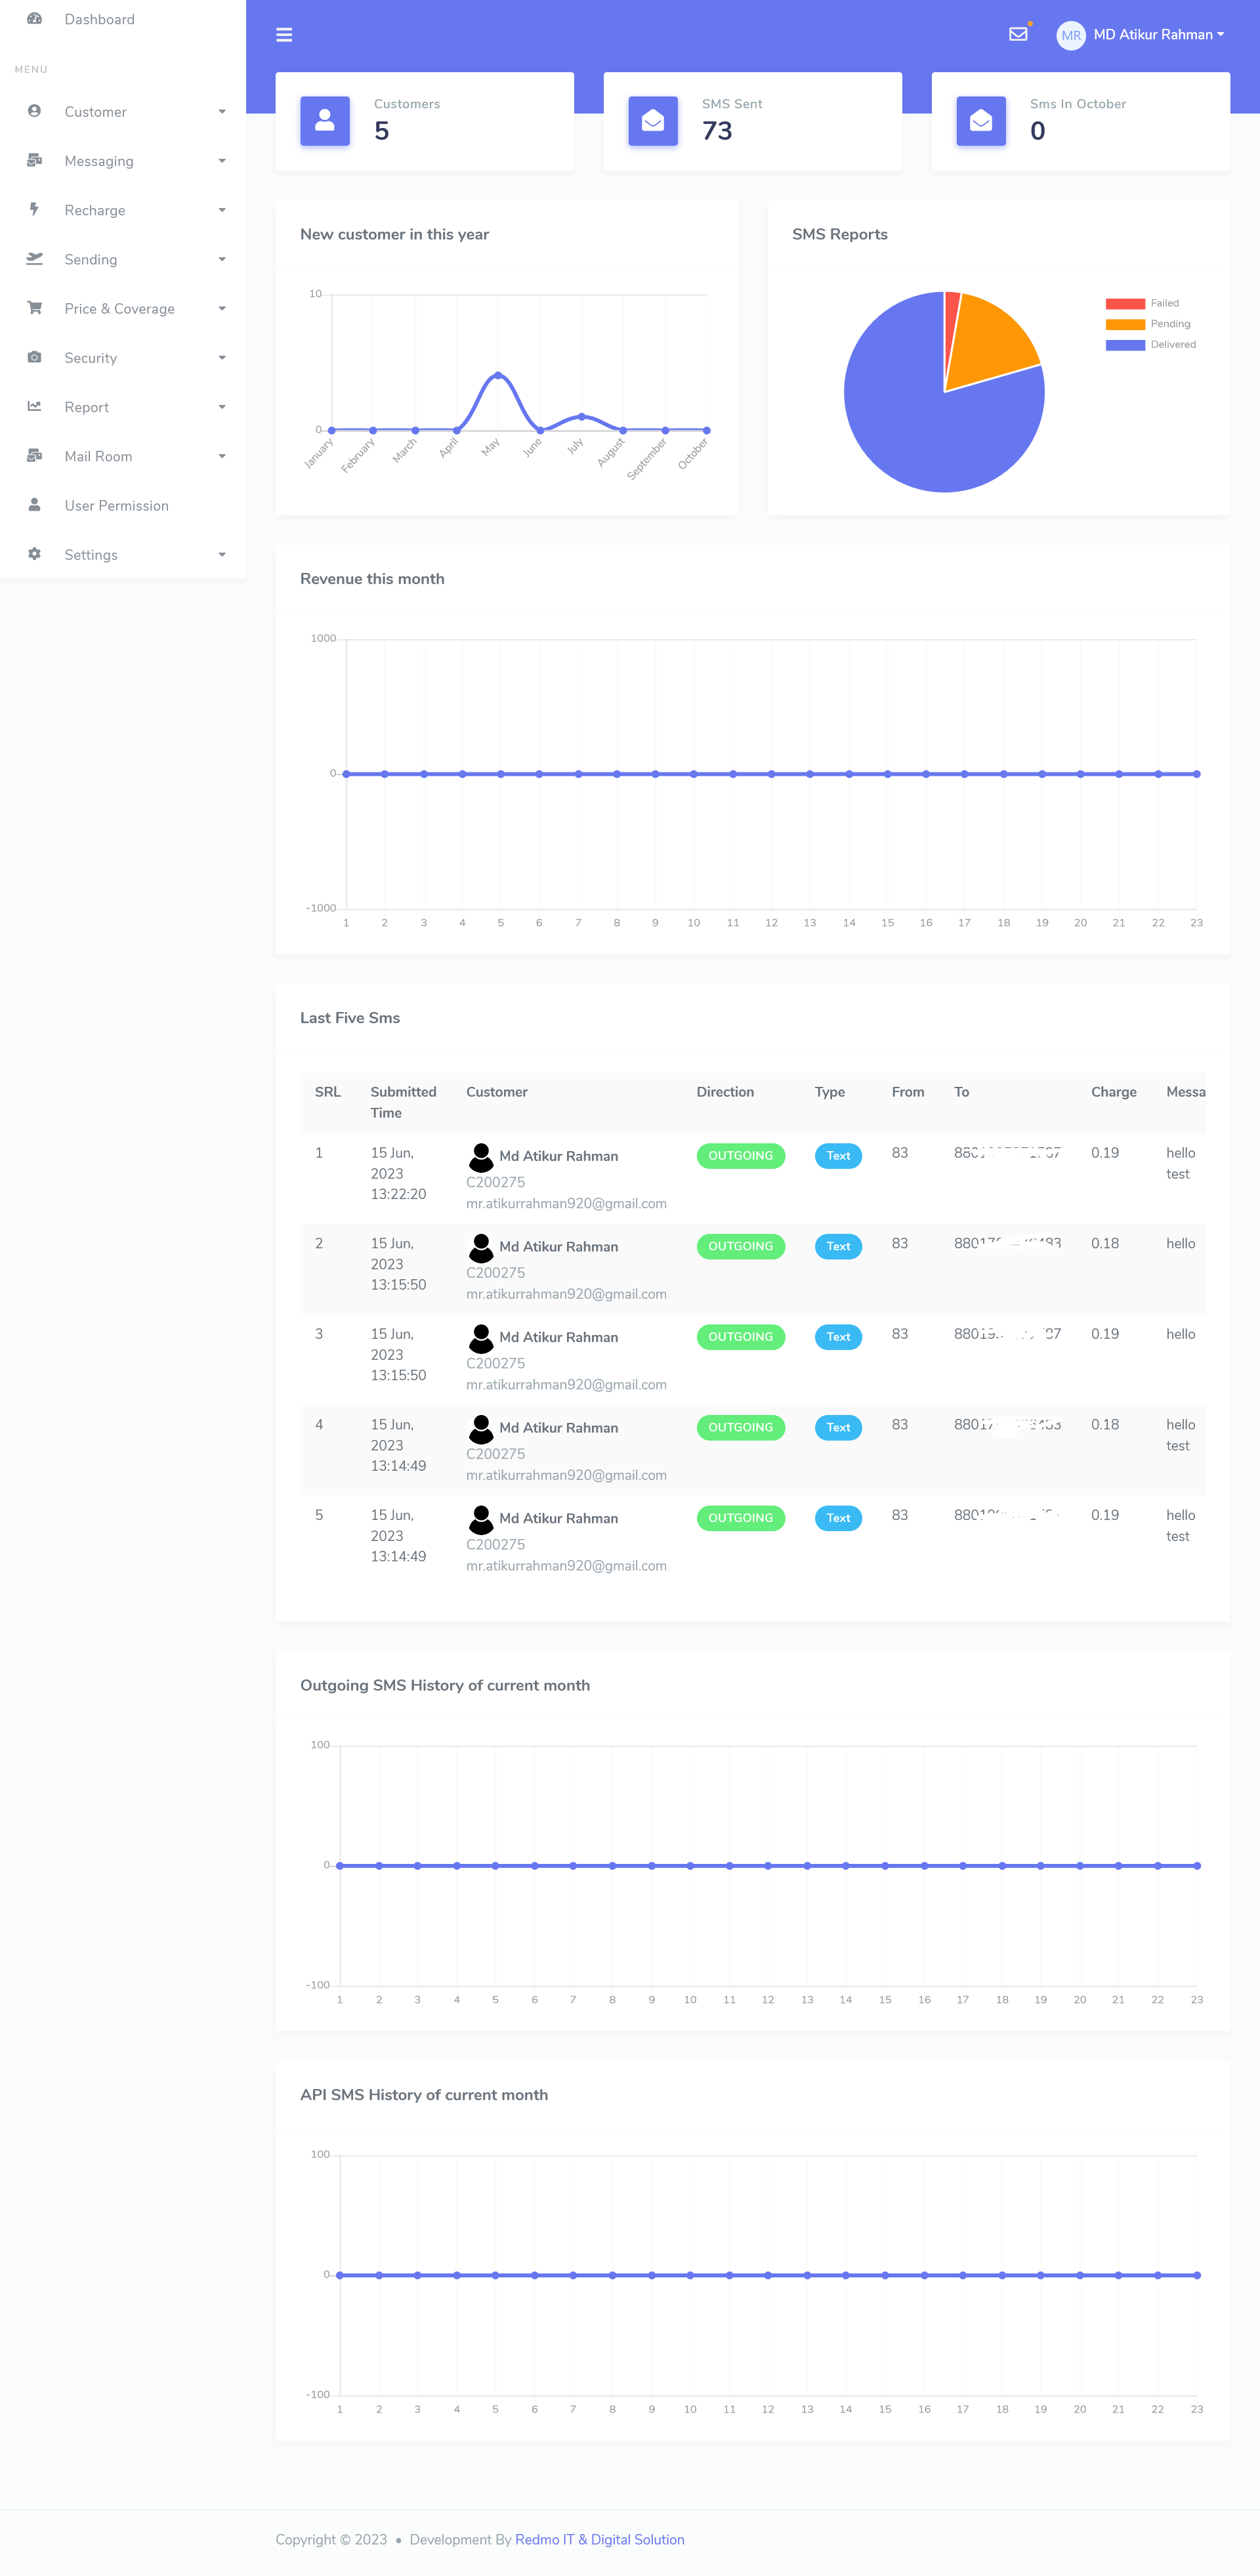 Dashboard
MENU
Customer
Messaging
Recharge
Sending
Price & Coverage
Security
Report
Mail Room
User Permission
Settings
MR MD Atikur Rahman
Customers
5
SMS Sent
73
Sms In October
0
New customer in this year
10
0
January February March April May June July August September October
SMS Reports
Failed
Pending
Delivered
Revenue this month
1000
0
-1000
1 2 3 4 5 6 7 8 9 10 11 12 13 14 15 16 17 18 19 20 21 22 23
Last Five Sms
SRL Submitted Customer Direction Type From To Charge Messa
Time
1 15 Jun, Md Atikur Rahman OUTGOING Text 83 0.19 hello
2023 C200275 test
13:22:20 mr.atikurrahman920@gmail.com
2 15 Jun, Md Atikur Rahman OUTGOING Text 83 0.18 hello
2023 C200275
13:15:50 mr.atikurrahman920@gmail.com
3 15 Jun, Md Atikur Rahman OUTGOING Text 83 0.19 hello
2023 C200275
13:15:50 mr.atikurrahman920@gmail.com
4 15 Jun, Md Atikur Rahman OUTGOING Text 83 0.18 hello
2023 C200275 test
13:14:49 mr.atikurrahman920@gmail.com
5 15 Jun, Md Atikur Rahman OUTGOING Text 83 0.19 hello
2023 C200275 test
13:14:49 mr.atikurrahman920@gmail.com
Outgoing SMS History of current month
100
0
-100
1 2 3 4 5 6 7 8 9 10 11 12 13 14 15 16 17 18 19 20 21 22 23
API SMS History of current month
100
0
-100
1 2 3 4 5 6 7 8 9 10 11 12 13 14 15 16 17 18 19 20 21 22 23
Copyright © 2023 • Development By Redmo IT & Digital Solution